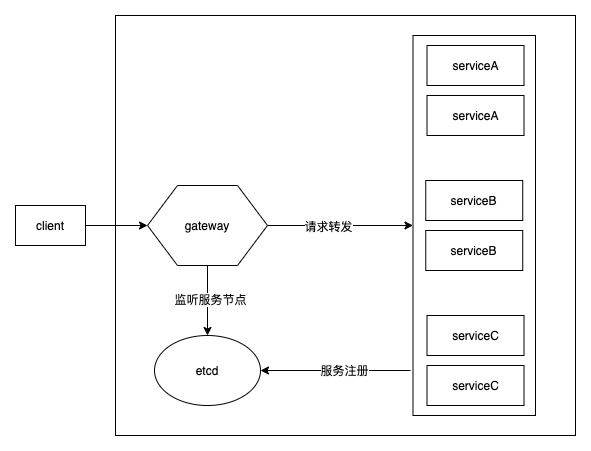 serviceA
serviceA
serviceB
client
gateway
请求转发
serviceB
监听服务节点
serviceC
etcd
服务注册
serviceC